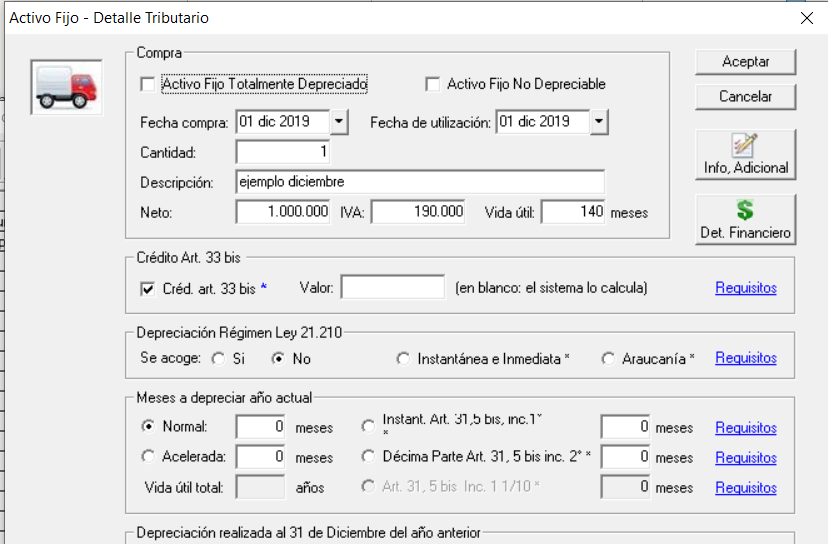 Activo Fijo - Detalle Tributario
Compra
Activo Fijo Totalmente Depreciado Activo Fijo No Depreciable
Aceptar
Cancelar
Fecha compra: 01 dic 2019 Fecha de utilización: 01 dic 2019
Cantidad: 1
Info, Adicional
Descripción: ejemplo diciembre
Neto: 1.000.000 IVA: 190.000 Vida útil: 140 meses
Det. Financiero
Crédito Art. 33 bis
Créd. art. 33 bis * Valor: (en blanco: el sistema lo calcula) Requisitos
Depreciación Régimen Ley 21.210
Se acoge: Si No Instantánea e Inmediata * Araucanía * Requisitos
Meses a depreciar año actual
Normal: 0 meses Instant. Art. 31,5 bis, inc.1° * 0 meses Requisitos
Acelerada: 0 meses Décima Parte Art. 31, 5 bis inc. 2° * 0 meses Requisitos
Vida útil total: años Art. 31, 5 bis Inc. 1 1/10 * 0 meses Requisitos
Depreciación realizada al 31 de Diciembre del año anterior